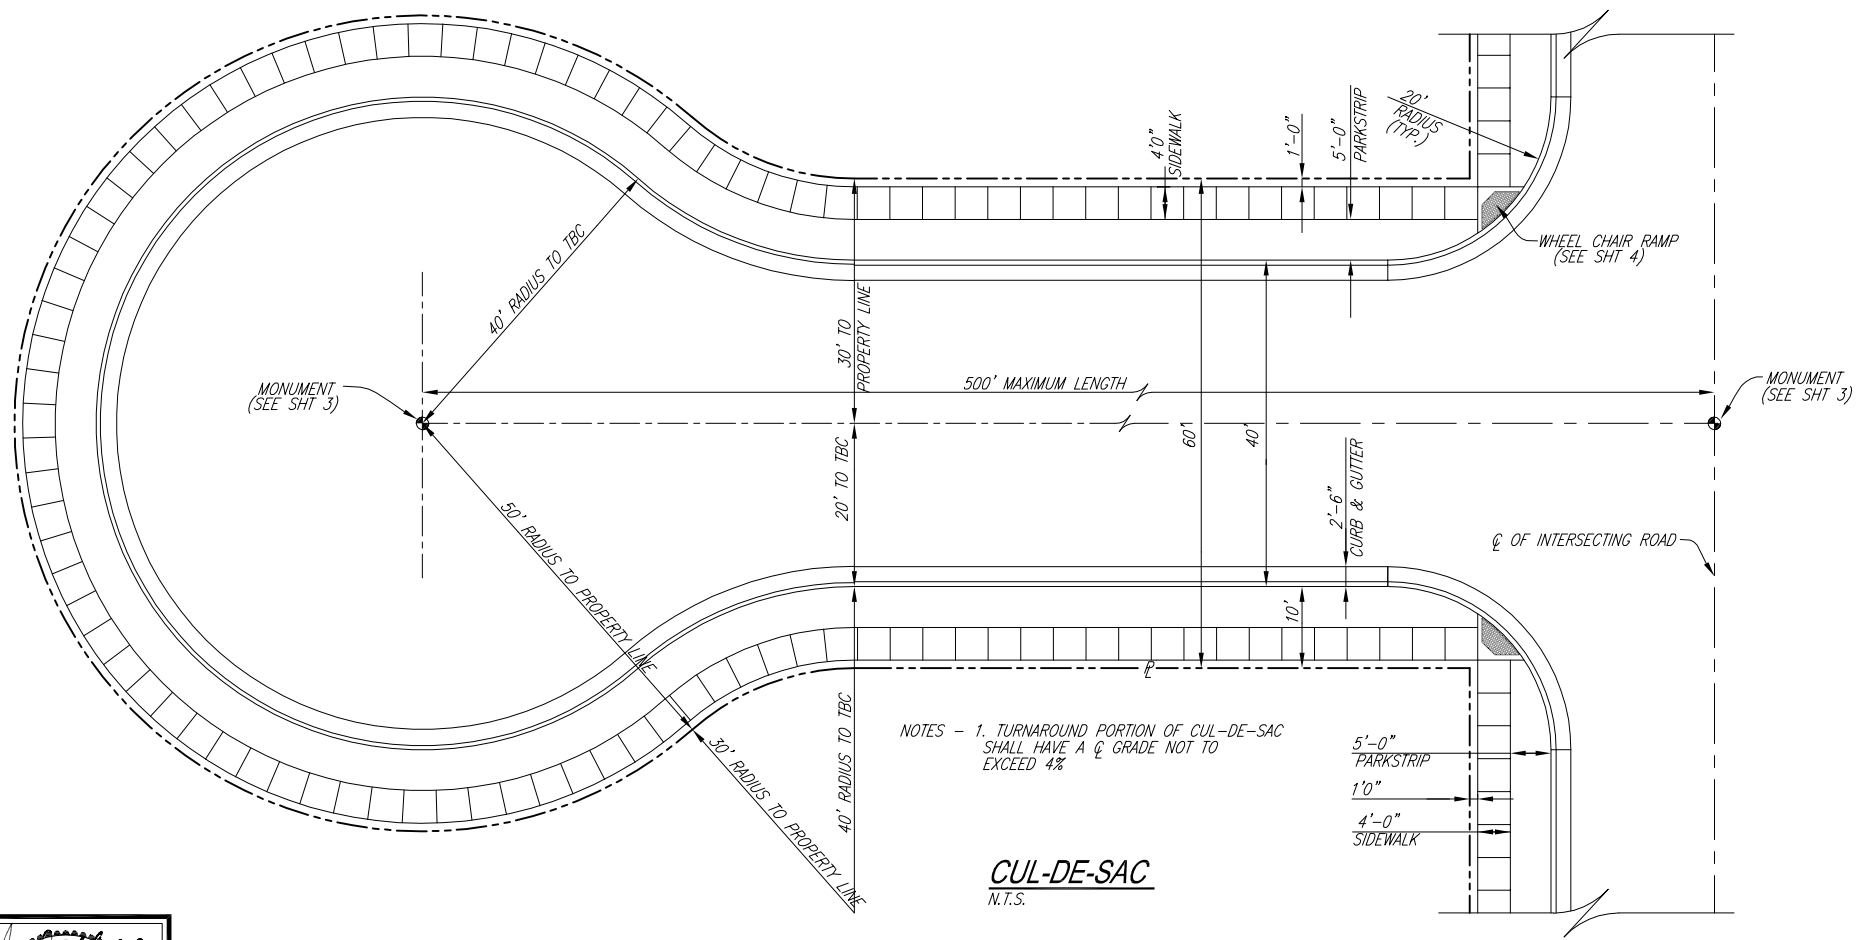 4'0"
SIDEWALK
1'-0"
5'-0"
PARKSTRIP
20'
RADIUS
(TYP.)
WHEEL CHAIR RAMP
(SEE SHT 4)
40' RADIUS TO TBC
30' TO
PROPERTY LINE
500' MAXIMUM LENGTH
MONUMENT
(SEE SHT 3)
MONUMENT
(SEE SHT 3)
60'
40'
20' TO TBC
2'-6"
CURB & GUTTER
50' RADIUS TO PROPERTY LINE
℄ OF INTERSECTING ROAD
10'
PL
40' RADIUS TO TBC
30' RADIUS TO PROPERTY LINE
NOTES - 1. TURNAROUND PORTION OF CUL-DE-SAC
SHALL HAVE A ℄ GRADE NOT TO
EXCEED 4%
5'-0"
PARKSTRIP
1'0"
4'-0"
SIDEWALK
CUL-DE-SAC
N.T.S.